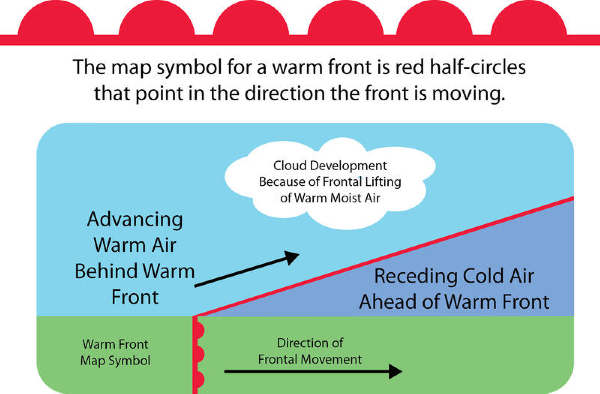 The map symbol for a warm front is red half-circles
that point in the direction the front is moving.
Cloud Development
Because of Frontal Lifting
of Warm Moist Air
Advancing
Warm Air
Behind Warm
Front
Receding Cold Air
Ahead of Warm Front
Warm Front
Map Symbol
Direction of
Frontal Movement